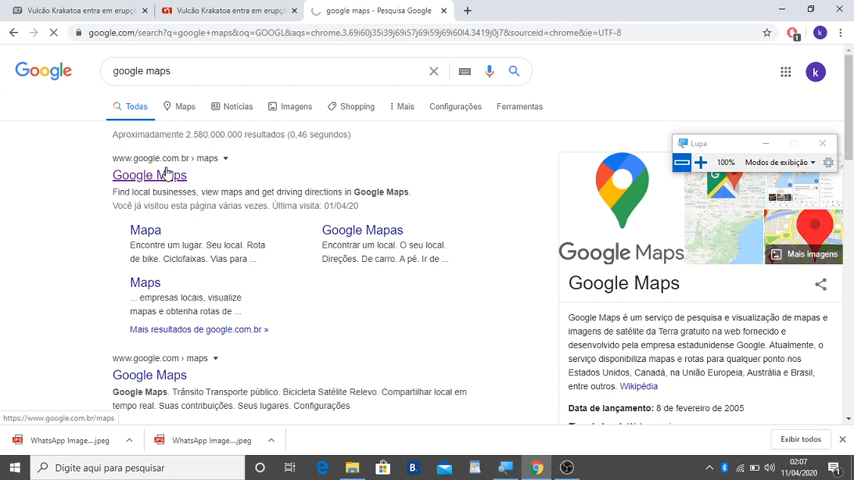 Vulcão Krakatoa entra em erupç
Vulcão Krakatoa entra em erupç
google maps - Pesquisa Google
google.com/search?q=google+maps&oq=GOOGL&aqs=chrome.3.69i60j35i39j69i57j69i59j69i60l4.3419j0j7&sourceid=chrome&ie=UTF-8
Google
google maps
Todas
Maps
Notícias
Imagens
Shopping
Mais
Configurações
Ferramentas
Aproximadamente 2.580.000.000 resultados (0,46 segundos)
www.google.com.br › maps
Google Maps
Find local businesses, view maps and get driving directions in Google Maps.
Você já visitou esta página várias vezes. Última visita: 01/04/20
Mapa
Encontre um lugar. Seu local. Rota
de bike. Ciclofaixas. Vias para ...
Google Mapas
Encontrar um local. O seu local.
Direções. De carro. A pé. Ir de ...
Maps
... empresas locais, visualize
mapas e obtenha rotas de ...
Mais resultados de google.com.br »
www.google.com › maps
Google Maps
Google Maps. Trânsito Transporte público. Bicicleta Satélite Relevo. Compartilhar local em
tempo real. Suas contribuições. Seus lugares. Configurações
https://www.google.com.br/maps
Lupa
100%
Modos de exibição
Google Maps
Mais imagens
Google Maps
Google Maps é um serviço de pesquisa e visualização de mapas e
imagens de satélite da Terra gratuito na web fornecido e
desenvolvido pela empresa estadunidense Google. Atualmente, o
serviço disponibiliza mapas e rotas para qualquer ponto nos
Estados Unidos, Canadá, na União Europeia, Austrália e Brasil,
entre outros. Wikipédia
Data de lançamento: 8 de fevereiro de 2005
WhatsApp Image....jpeg
WhatsApp Image....jpeg
Exibir todos
Digite aqui para pesquisar
02:07
11/04/2020